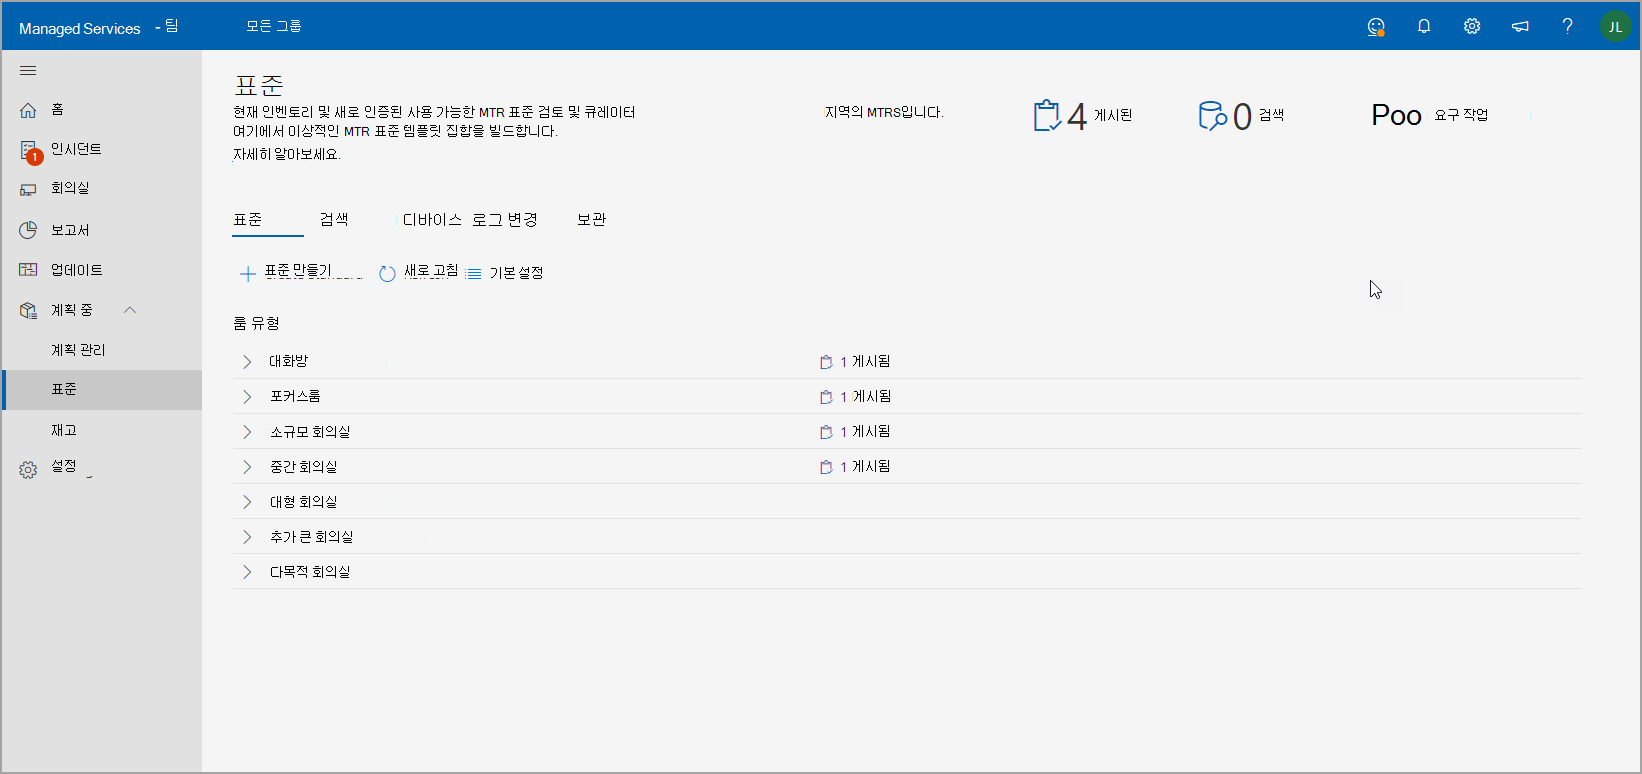 Managed Services - 팀
모든 그룹
JL
홈
1
인시던트
회의실
보고서
업데이트
계획 중
계획 관리
표준
재고
설정
표준
현재 인벤토리 및 새로 인증된 사용 가능한 MTR 표준 검토 및 큐레이터
여기에서 이상적인 MTR 표준 템플릿 집합을 빌드합니다.
자세히 알아보세요.
지역의 MTRS입니다.
4 게시된
0 검색
Poo 요구 작업
표준 검색 디바이스 로그 변경 보관
표준 만들기 새로 고침 기본 설정
룸 유형
대화방 1 게시됨
포커스룸 1 게시됨
소규모 회의실 1 게시됨
중간 회의실 1 게시됨
대형 회의실
추가 큰 회의실
다목적 회의실